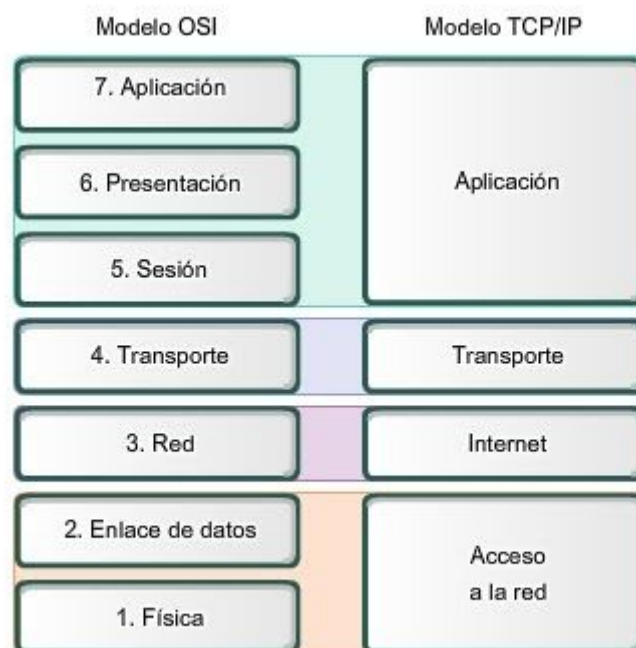 Modelo OSI
Modelo TCP/IP
7. Aplicación
6. Presentación
5. Sesión
Aplicación
4. Transporte
Transporte
3. Red
Internet
2. Enlace de datos
1. Física
Acceso
a la red